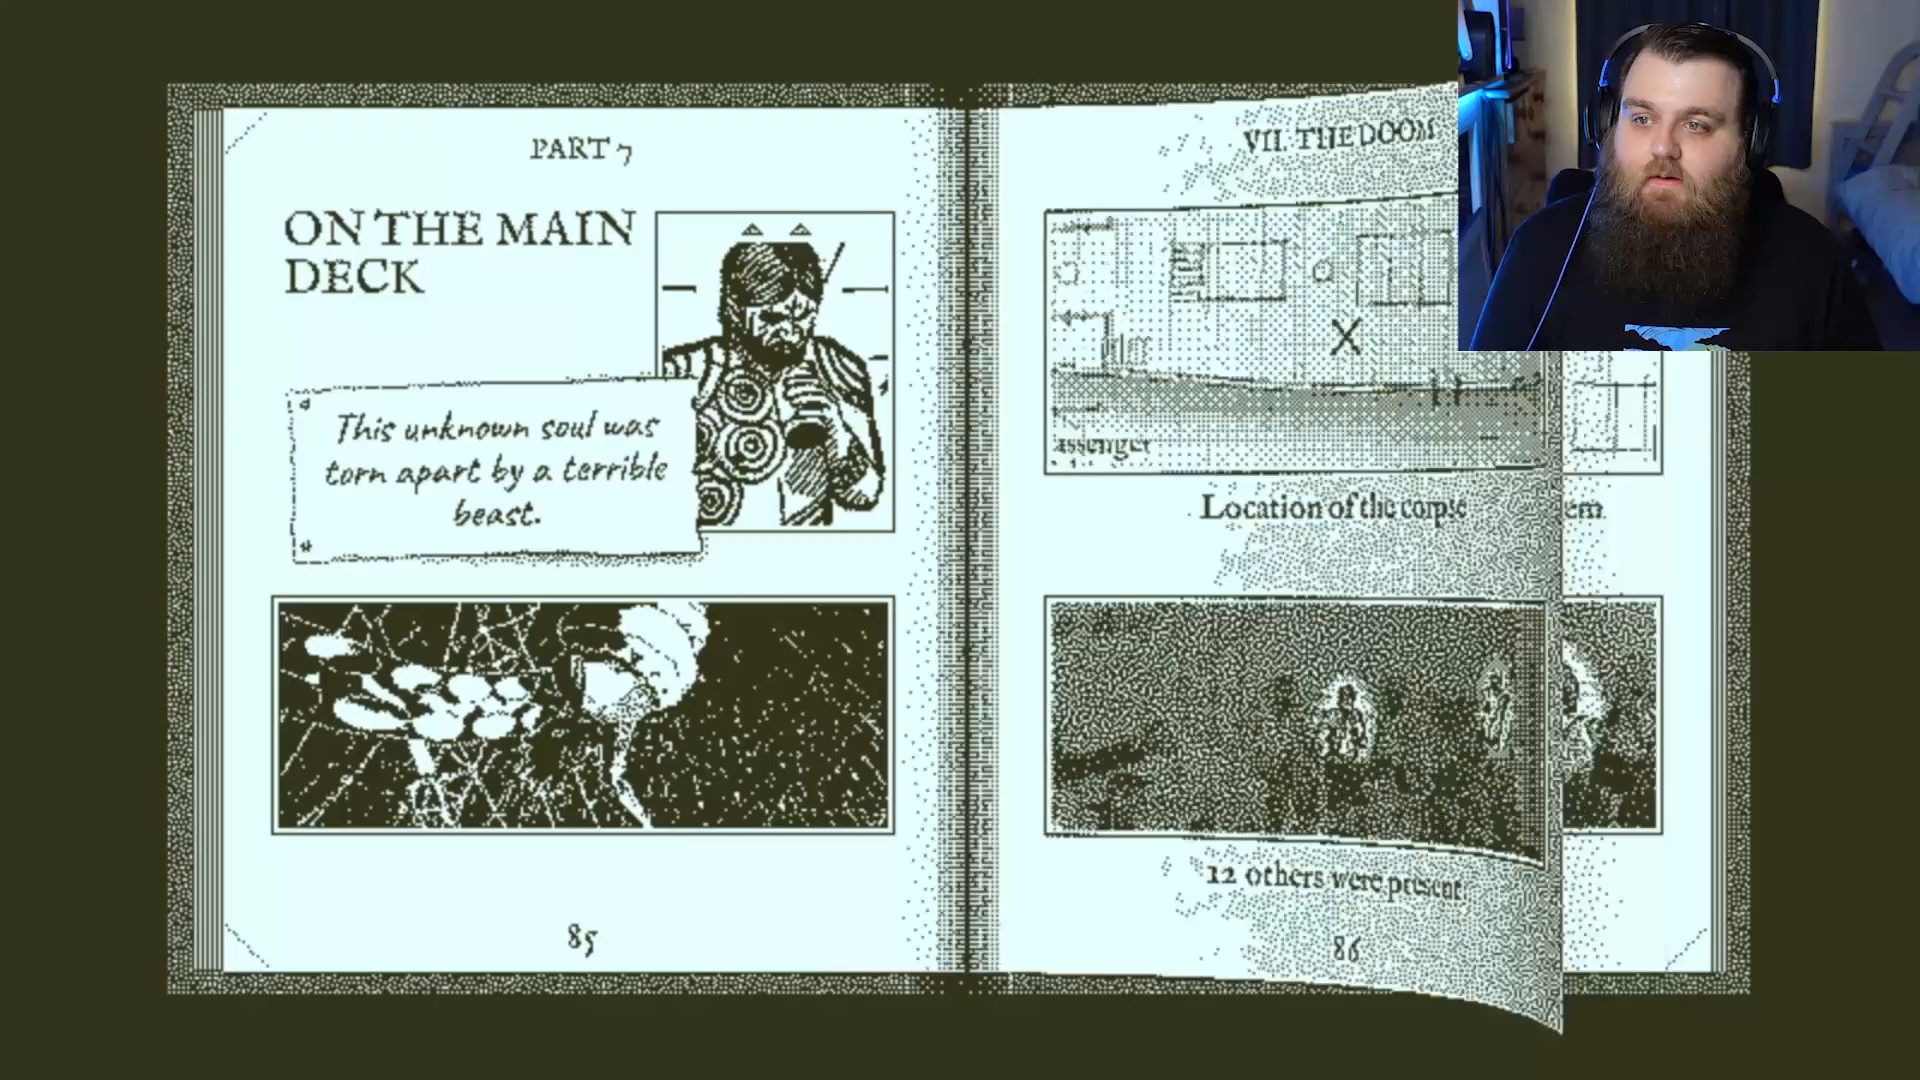 PART 7
ON THE MAIN
DECK
This unknown soul was
torn apart by a terrible
beast.
85
VII. THE DOOM
assenger
Location of the corpse
em
12 others were present
86